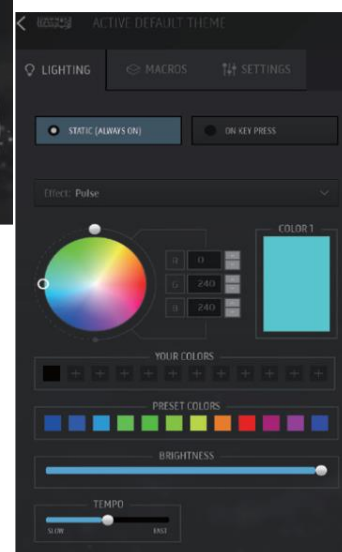 ACTIVE DEFAULT THEME
LIGHTING MACROS SETTINGS
STATIC (ALWAYS ON) ON KEY PRESS
Effect: Pulse
COLOR 1
R 0
G 240
B 240
YOUR COLORS
PRESET COLORS
BRIGHTNESS
TEMPO
SLOW FAST